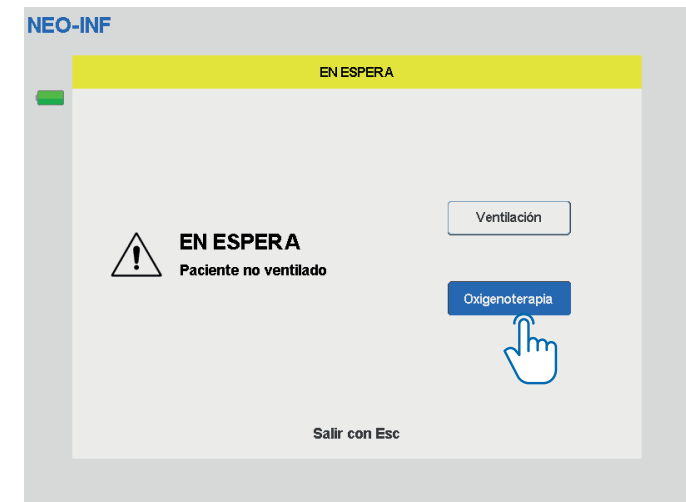 NEO-INF
EN ESPERA
Ventilación
EN ESPERA
Paciente no ventilado
Oxigenoterapia
Salir con Esc